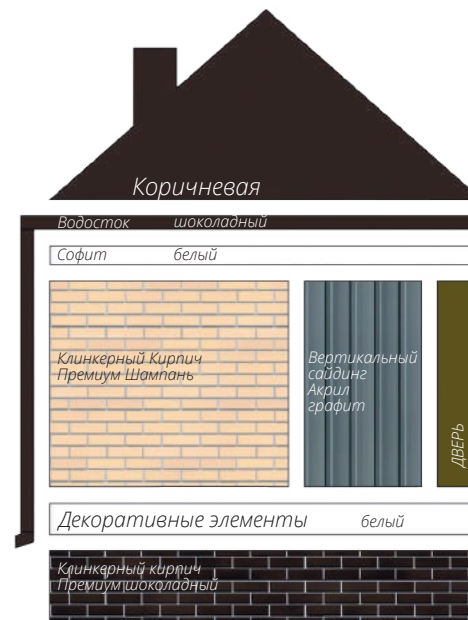 Коричневая
Водосток шоколадный
Софит белый
Клинкерный Кирпич
Премиум Шампань
Вертикальный
сайдинг
Акрил
графит
ДВЕРЬ
Декоративные элементы белый
Клинкерный кирпич
Премиум шоколадный